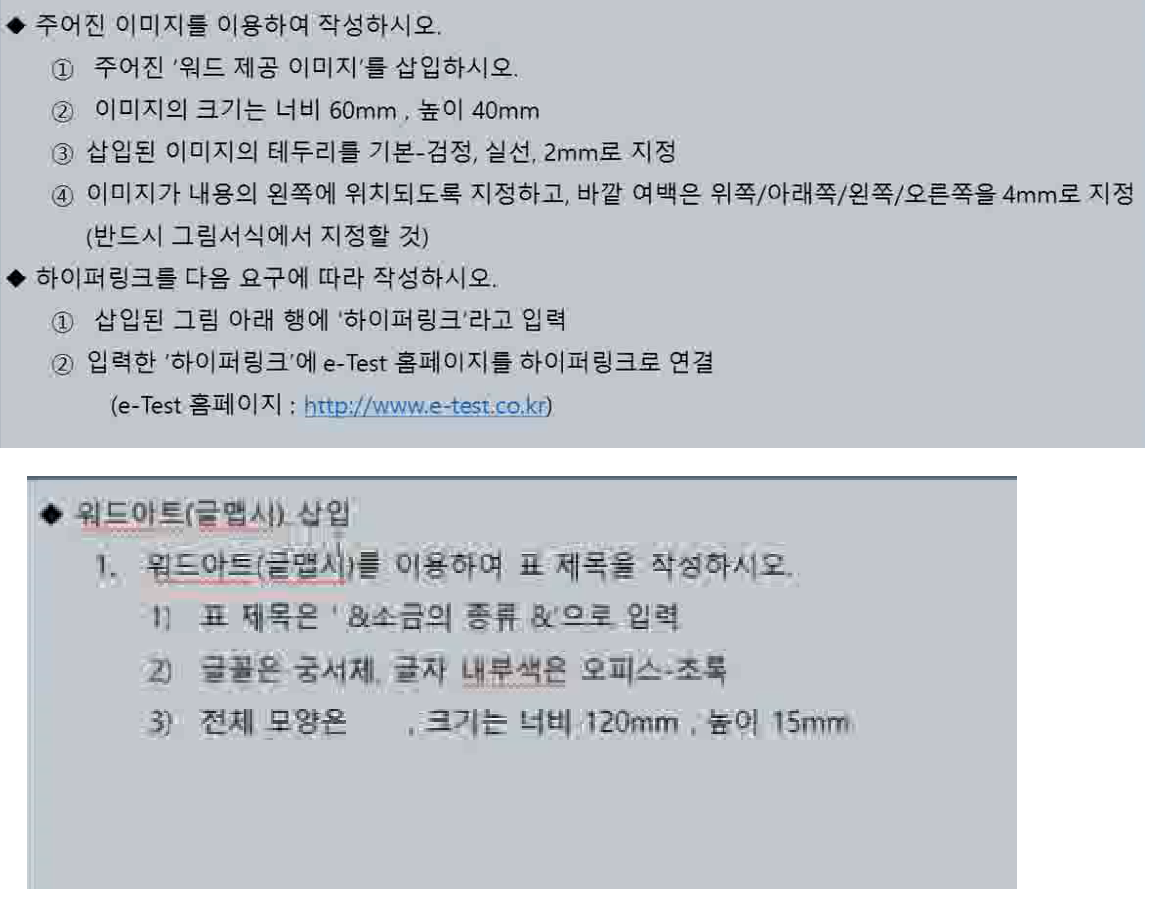 ◆ 주어진 이미지를 이용하여 작성하시오.
① 주어진 '워드 제공 이미지'를 삽입하시오.
② 이미지의 크기는 너비 60mm , 높이 40mm
③ 삽입된 이미지의 테두리를 기본-검정, 실선, 2mm로 지정
④ 이미지가 내용의 왼쪽에 위치되도록 지정하고, 바깥 여백은 위쪽/아래쪽/왼쪽/오른쪽을 4mm로 지정
(반드시 그림서식에서 지정할 것)
◆ 하이퍼링크를 다음 요구에 따라 작성하시오.
① 삽입된 그림 아래 행에 '하이퍼링크'라고 입력
② 입력한 '하이퍼링크'에 e-Test 홈페이지를 하이퍼링크로 연결
(e-Test 홈페이지 : http://www.e-test.co.kr)
◆ 워드아트(글맵시) 삽입
1. 워드아트(글맵시)를 이용하여 표 제목을 작성하시오.
1) 표 제목은 ' &소금의 종류 &'으로 입력
2) 글꼴은 궁서체, 글자 내부색은 오피스-초록
3) 전체 모양은 , 크기는 너비 120mm , 높이 15mm